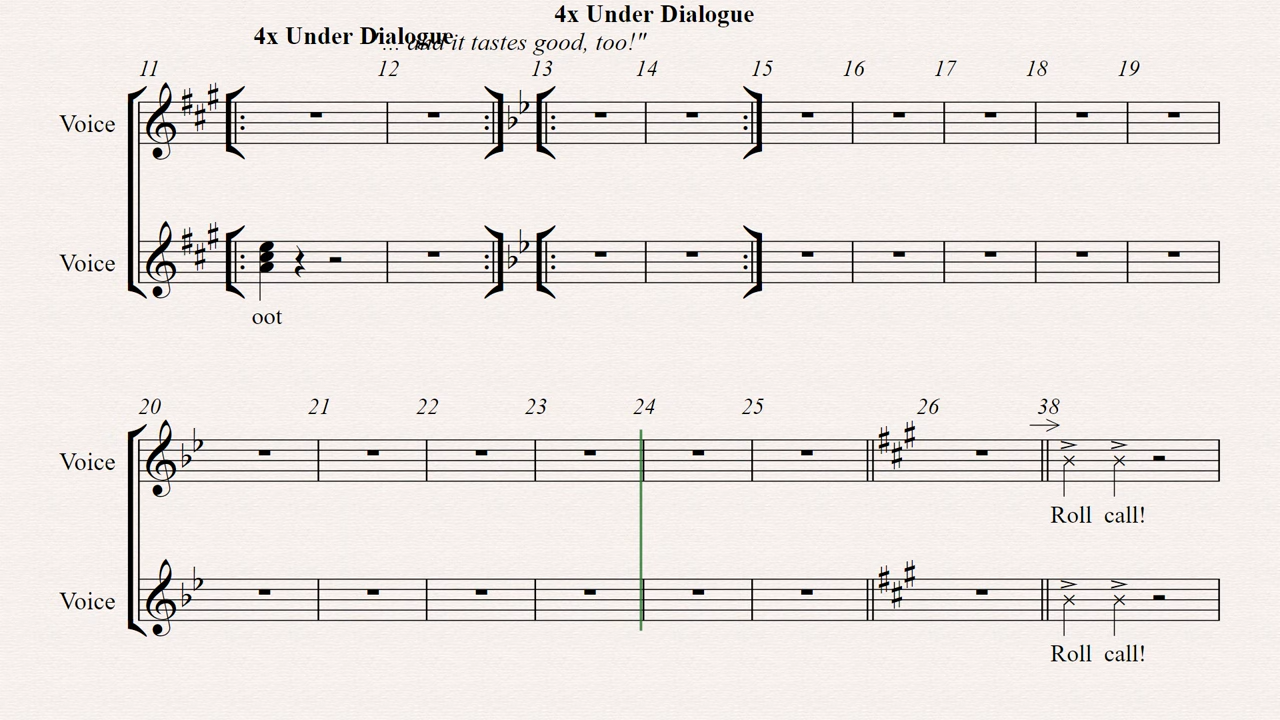 4x Under Dialogue
4x Under Dialogue
"... and it tastes good, too!"
11 12 13 14 15 16 17 18 19
Voice
Voice
oot
20 21 22 23 24 25 26 38
Voice
Roll call!
Voice
Roll call!